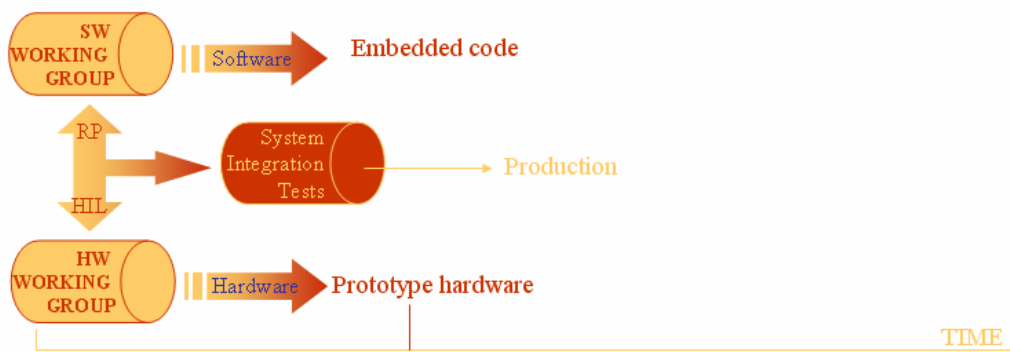 SW
WORKING
GROUP
Software
Embedded code
RP
System
Integration
Tests
Production
HIL
HW
WORKING
GROUP
Hardware
Prototype hardware
TIME